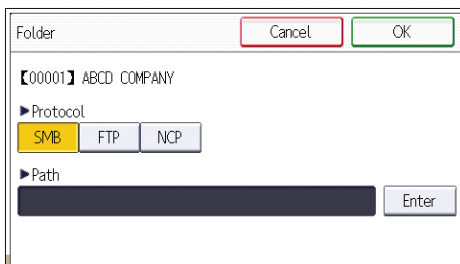 Folder Cancel OK
【00001】 ABCD COMPANY
▶Protocol
SMB FTP NCP
▶Path
Enter